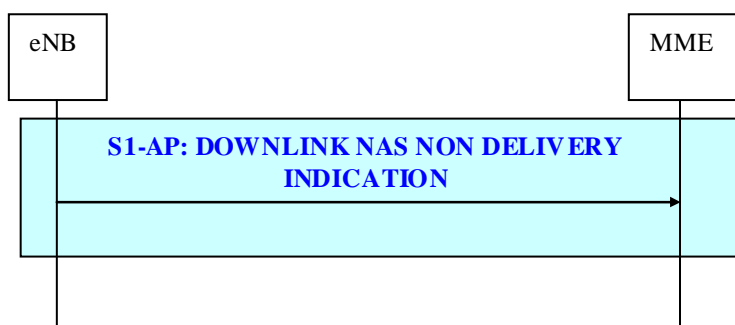 eNB
MME
S1-AP: DOWNLINK NAS NON DELIVERY
INDICATION